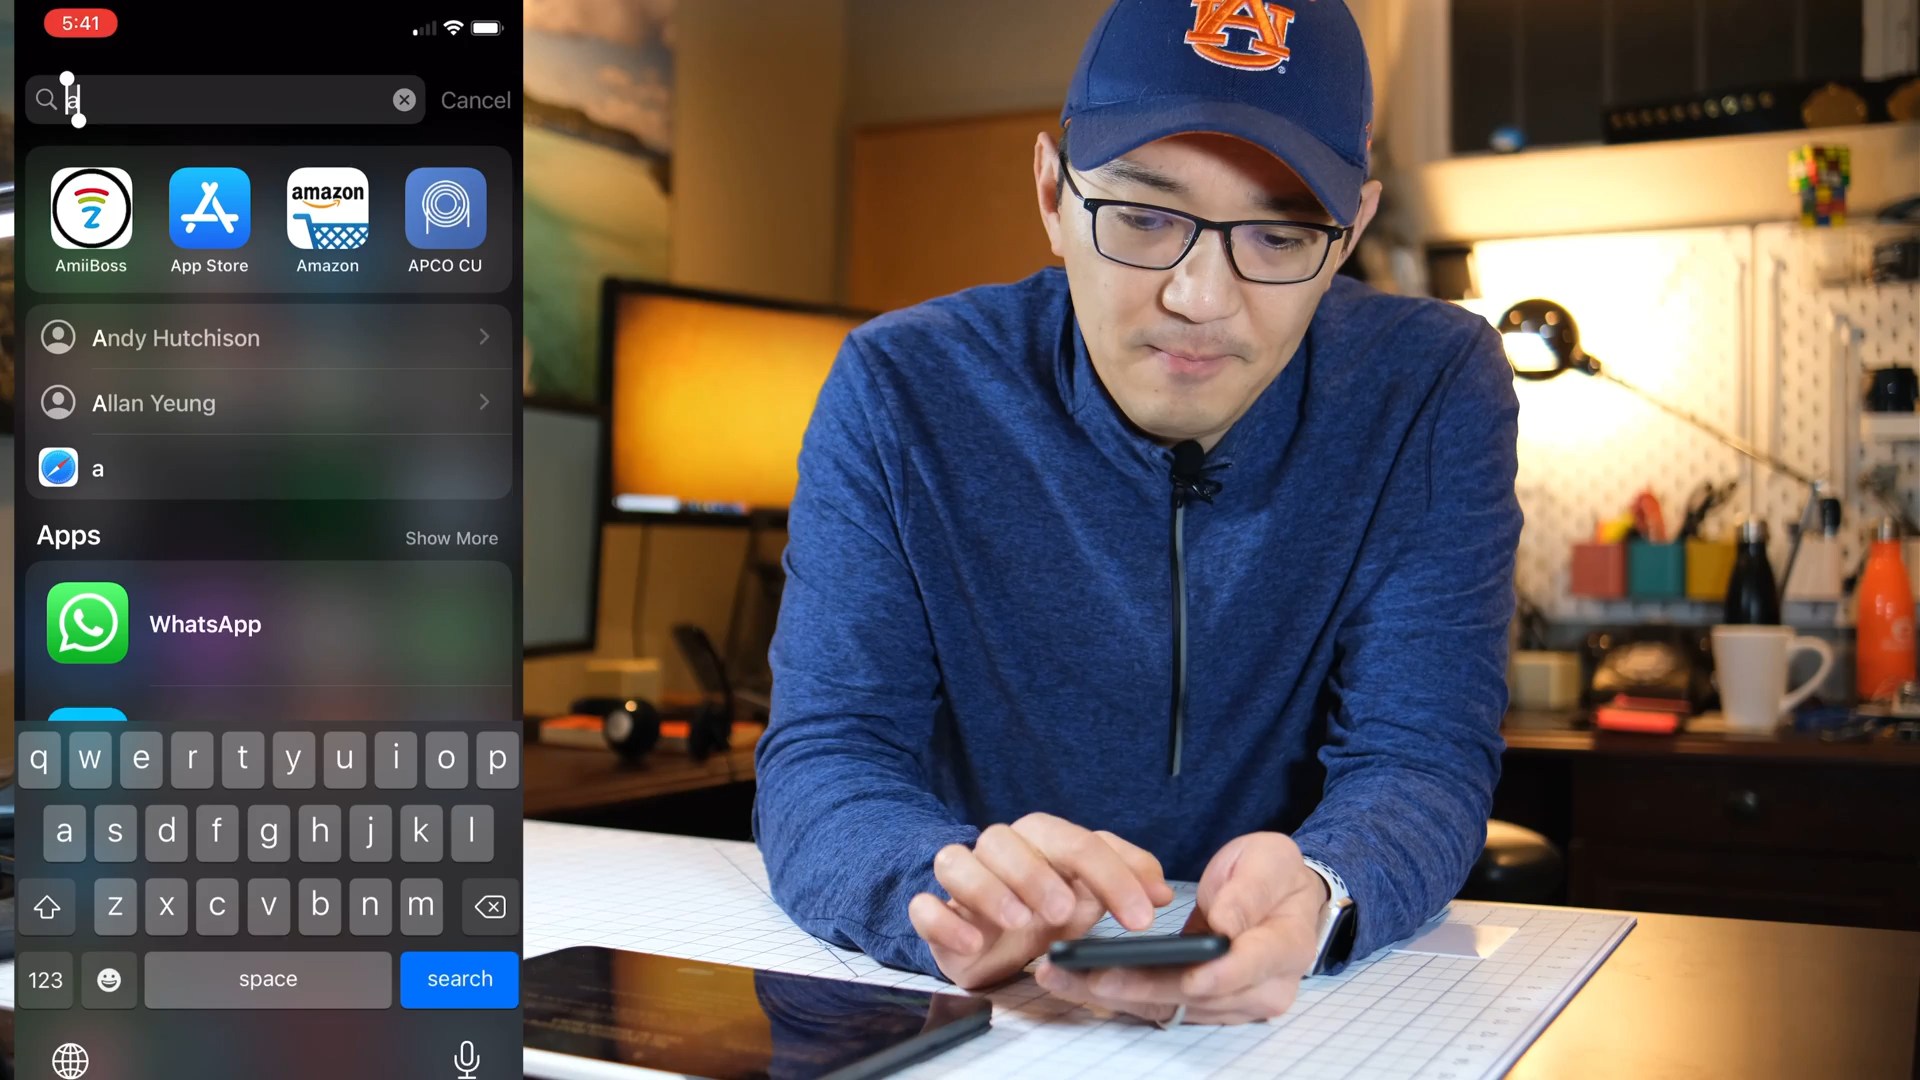 5:41
a
Cancel
AmiiBoss
App Store
amazon
Amazon
APCO CU
Andy Hutchison
Allan Yeung
a
Apps
Show More
WhatsApp
q w e r t y u i o p
a s d f g h j k l
z x c v b n m
123
space
search
AU